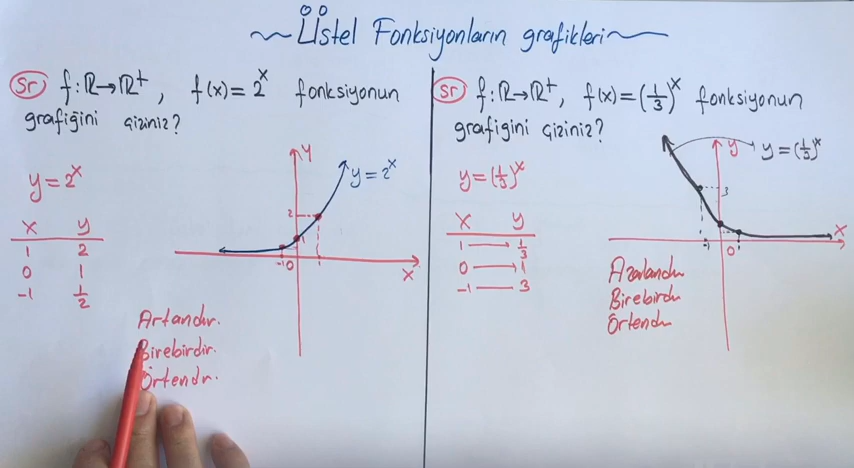 Üstel Fonksiyonların grafikleri
Sr f:ℝ→ℝ⁺, f(x)=2ˣ fonksiyonun
grafiğini çiziniz?
y=2ˣ
x y
1 2
0 1
-1 1/2
y
y=2ˣ
2
1
-1 0 1
x
Artandır.
Birebirdir.
Örtendr.
Sr f:ℝ→ℝ⁺, f(x)=(1/3)ˣ fonksiyonun
grafiğini çiziniz?
y=(1/3)ˣ
x y
1 → 1/3
0 → 1
-1 — 3
y
y=(1/3)ˣ
3
-1 0
x
Azalandır
Birebirdir
Örtendir